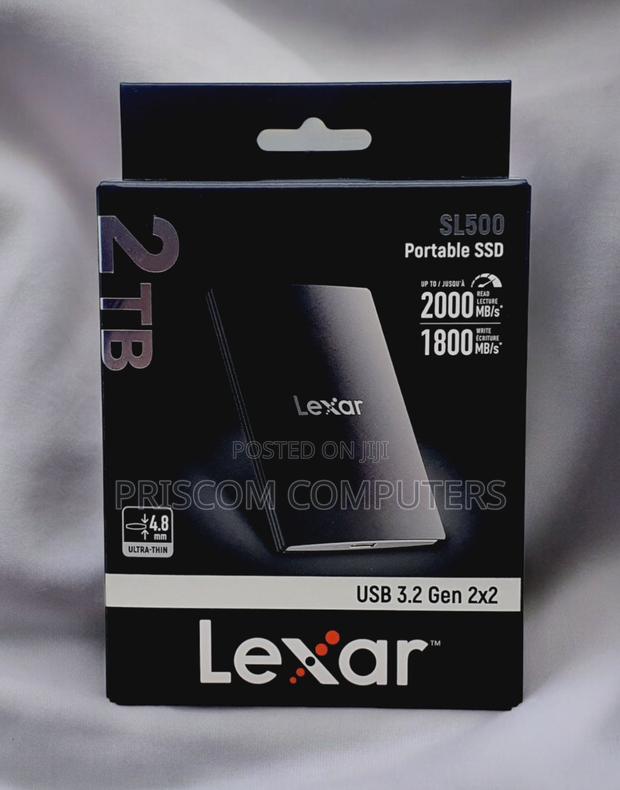 2TB
SL500
Portable SSD
UP TO / JUSQU'À
2000 MB/s*
READ
LECTURE
1800 MB/s*
WRITE
ÉCRITURE
Lexar
POSTED ON JIJI
PRISCOM COMPUTERS
4.8
mm
ULTRA-THIN
USB 3.2 Gen 2x2
Lexar™